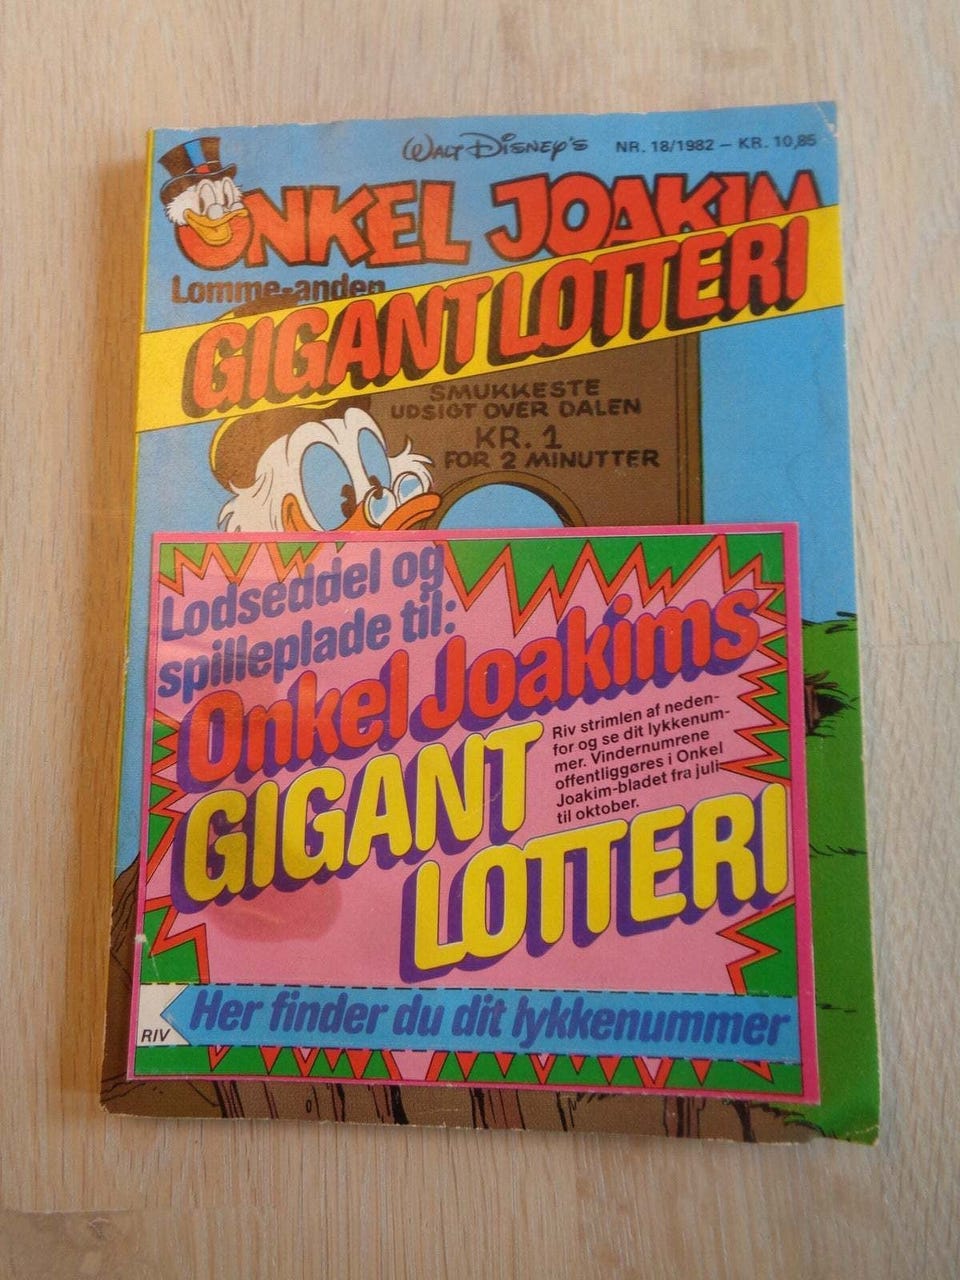 WALT DISNEY'S NR. 18/1982 – KR. 10,85
ONKEL JOAKIM
Lomme-anden
GIGANTLOTTERI
SMUKKESTE
UDSIGT OVER DALEN
KR. 1
FOR 2 MINUTTER
Lodseddel og
spilleplade til:
Onkel Joakims
GIGANT
LOTTERI
Riv strimlen af neden-
for og se dit lykkenum-
mer. Vindernumrene
offentliggøres i Onkel
Joakim-bladet fra juli
til oktober.
RIV
Her finder du dit lykkenummer